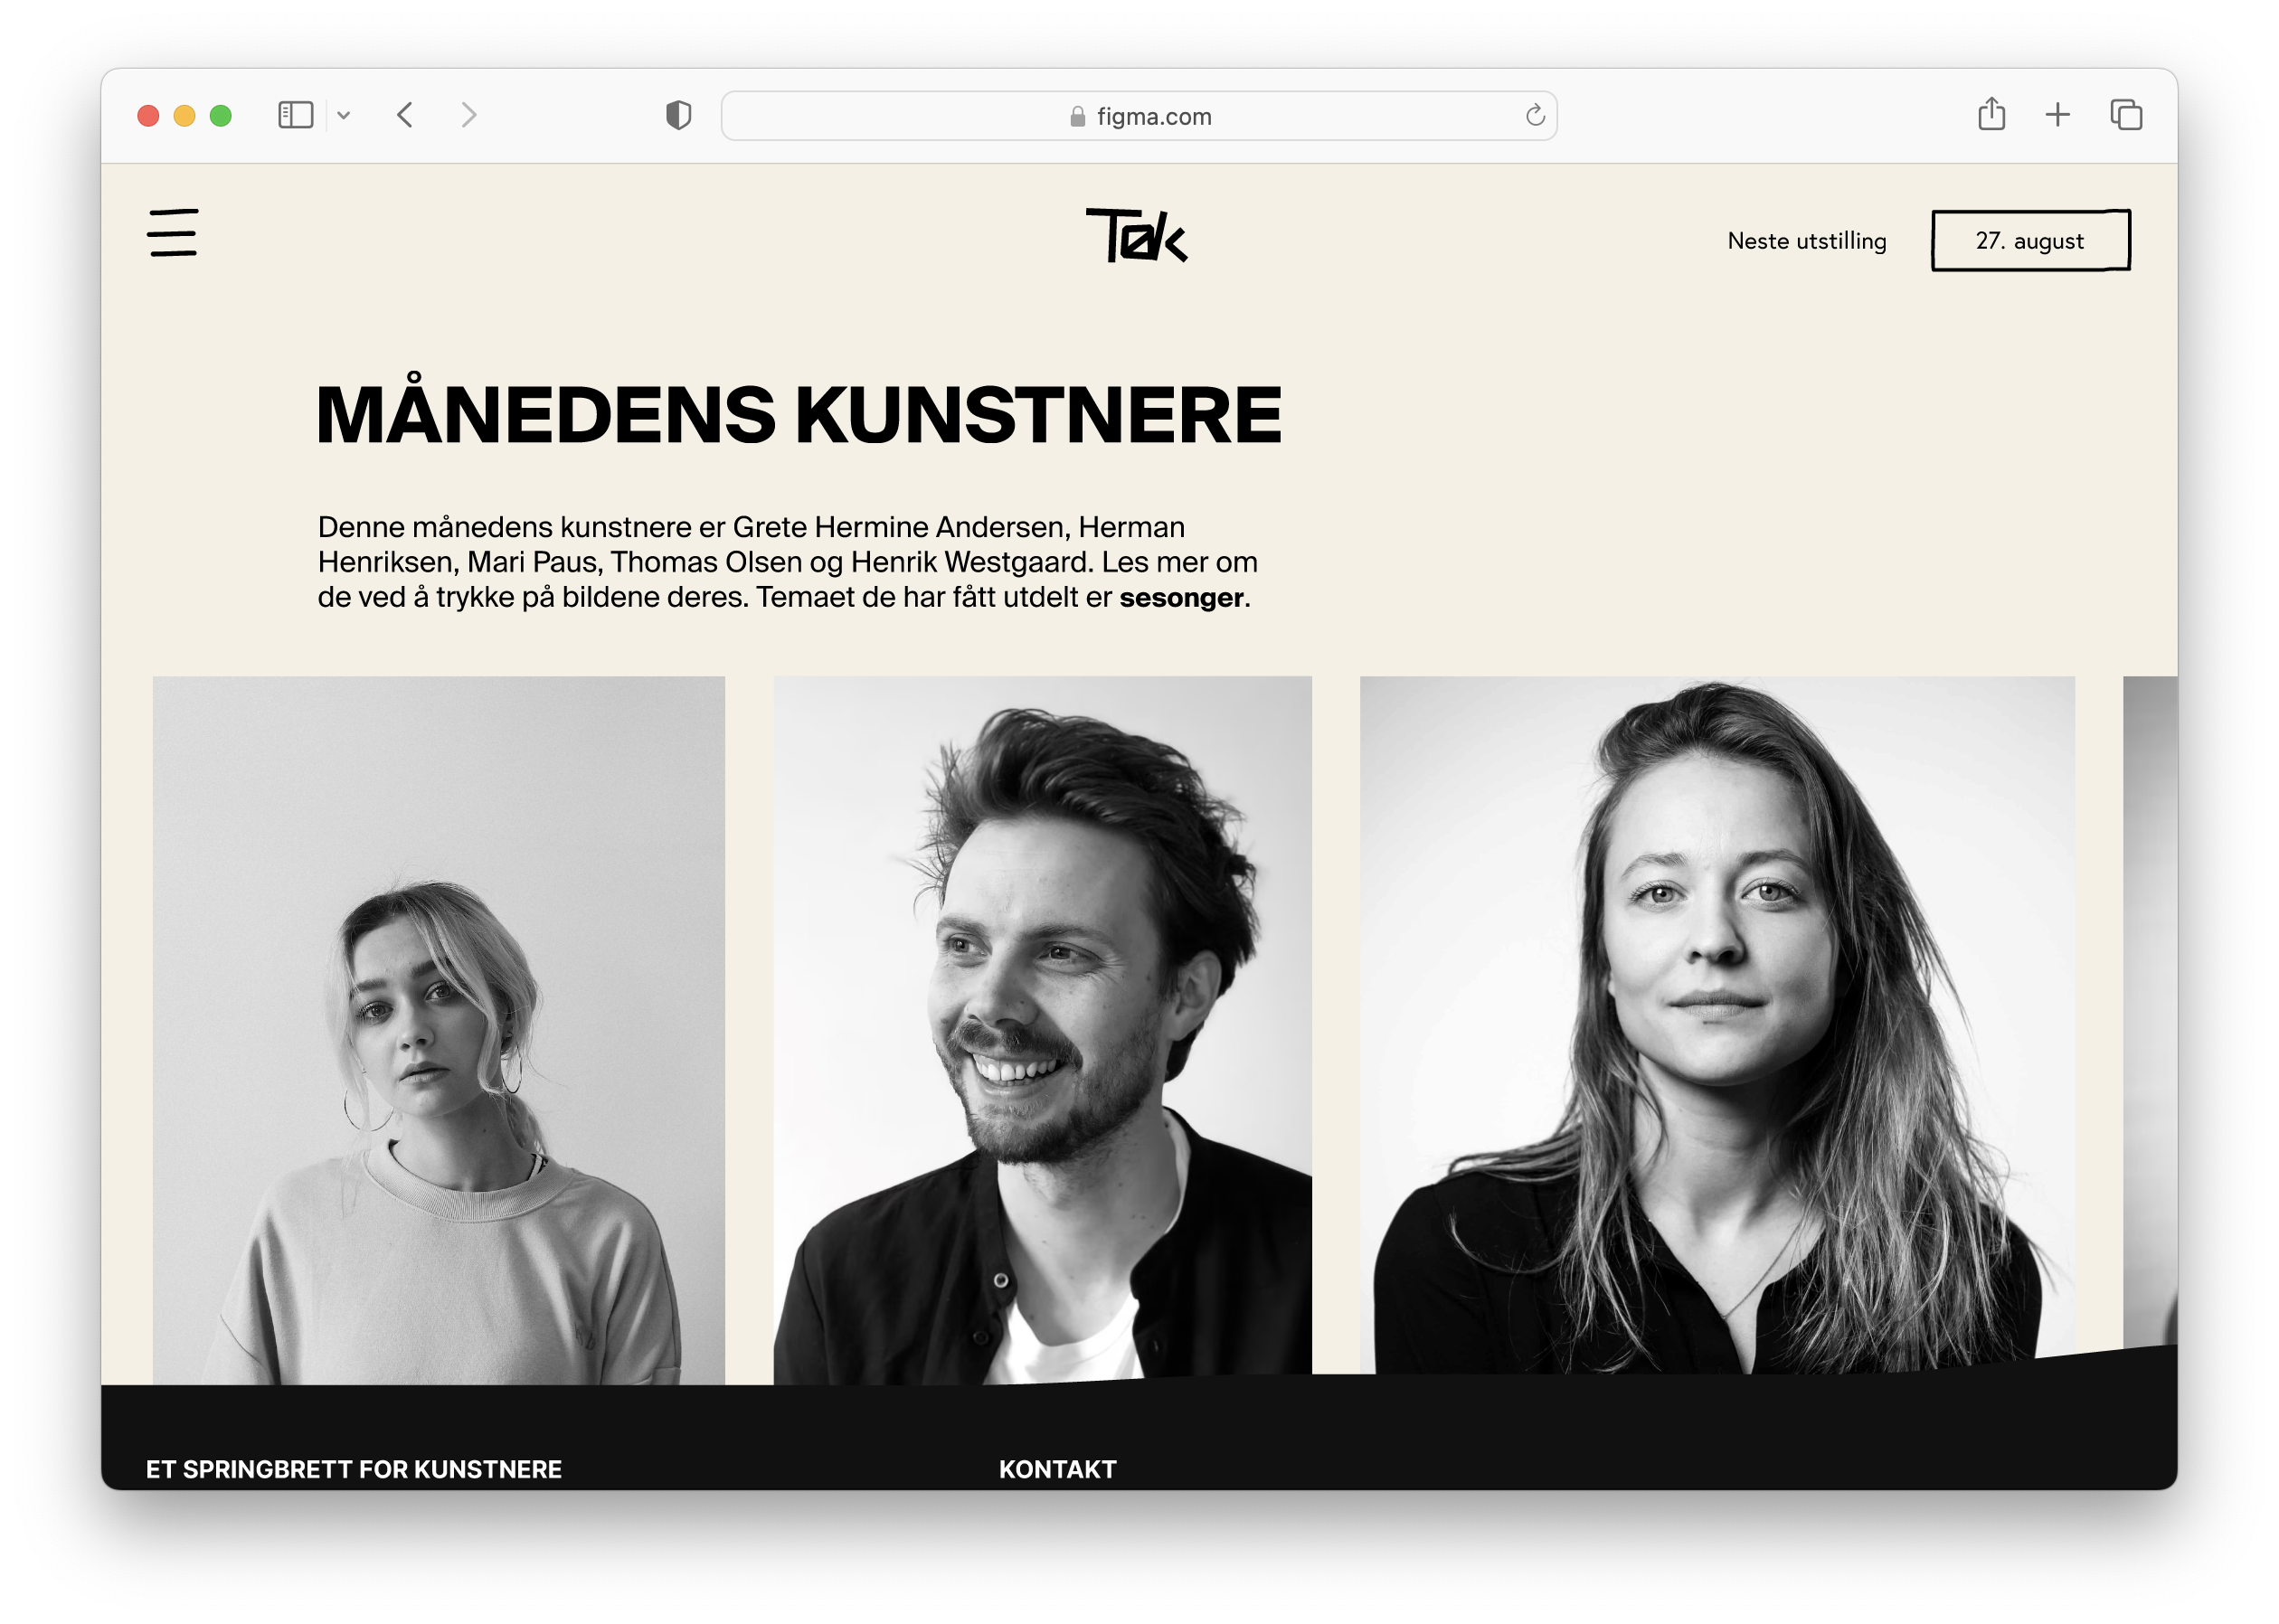 figma.com
Tøk
Neste utstilling
27. august
MÅNEDENS KUNSTNERE
Denne månedens kunstnere er Grete Hermine Andersen, Herman
Henriksen, Mari Paus, Thomas Olsen og Henrik Westgaard. Les mer om
de ved å trykke på bildene deres. Temaet de har fått utdelt er sesonger.
ET SPRINGBRETT FOR KUNSTNERE
KONTAKT